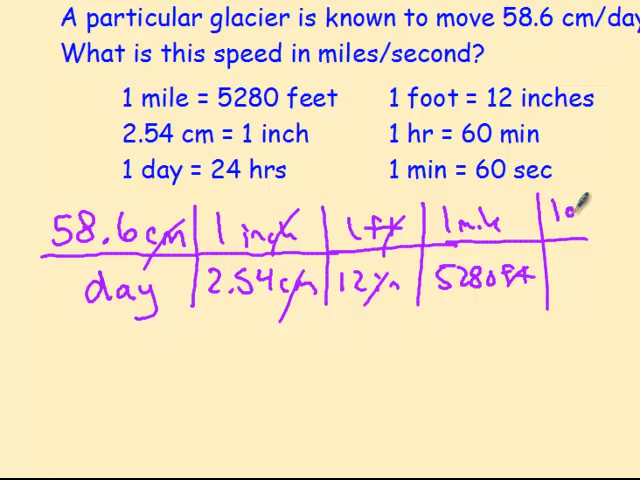 A particular glacier is known to move 58.6 cm/day
What is this speed in miles/second?
1 mile = 5280 feet 1 foot = 12 inches
2.54 cm = 1 inch 1 hr = 60 min
1 day = 24 hrs 1 min = 60 sec
58.6 cm 1 inch 1 ft 1 mile 1 d
day 2.54 cm 12 in 5280 ft